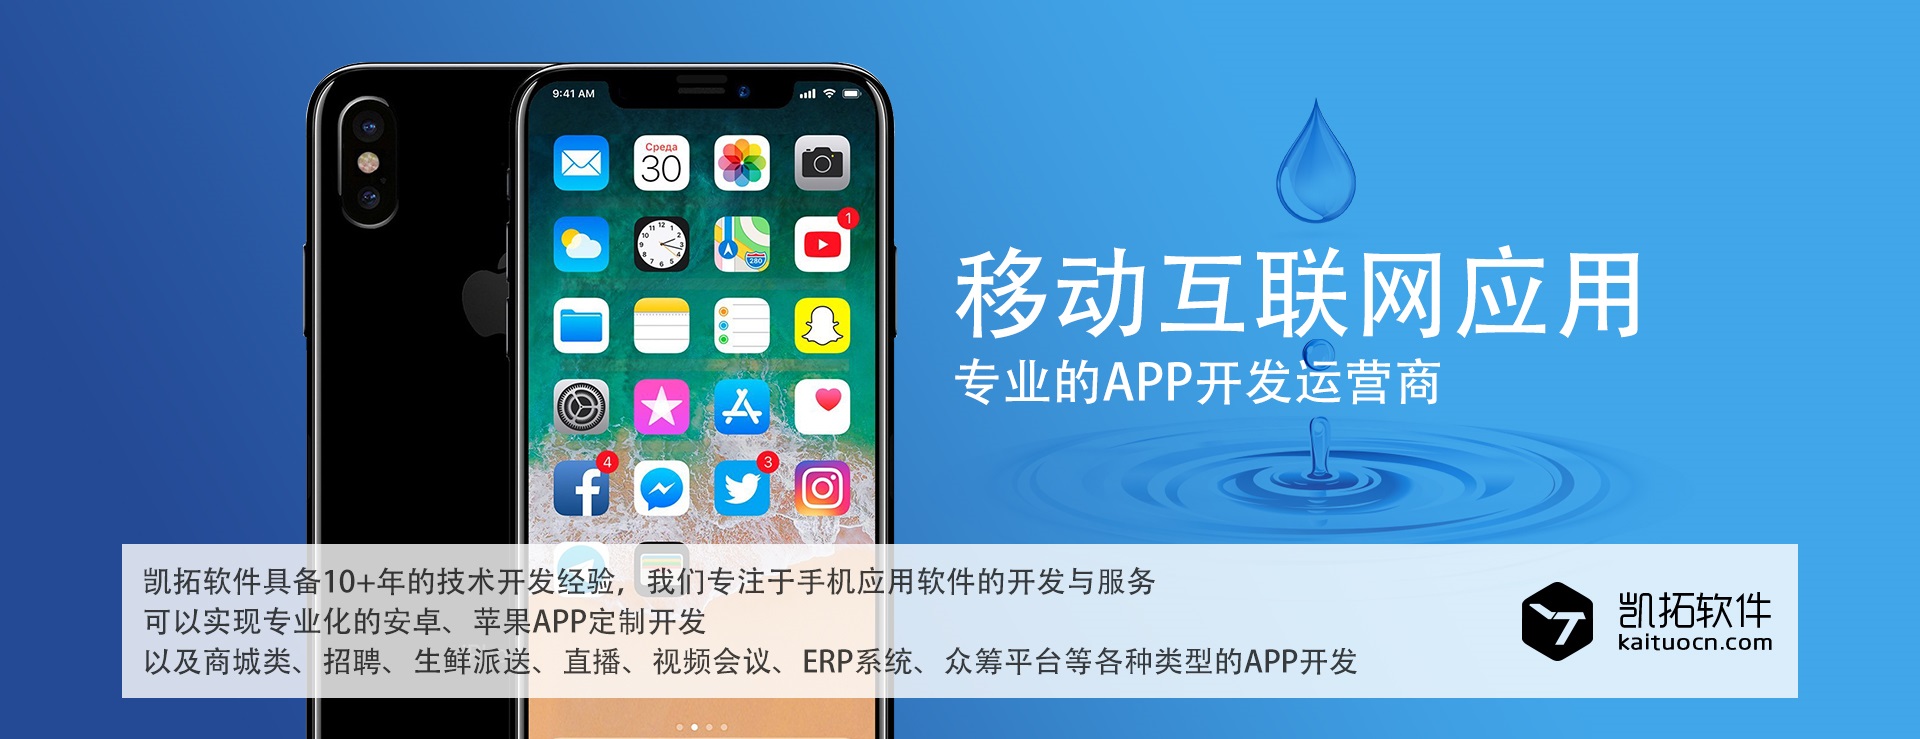 9:41 AM
Среда
30
12
1
280
4
3
移动互联网应用
专业的APP开发运营商
凯拓软件具备10+年的技术开发经验，我们专注于手机应用软件的开发与服务
可以实现专业化的安卓、苹果APP定制开发
以及商城类、招聘、生鲜派送、直播、视频会议、ERP系统、众筹平台等各种类型的APP开发
凯拓软件
kaituocn.com